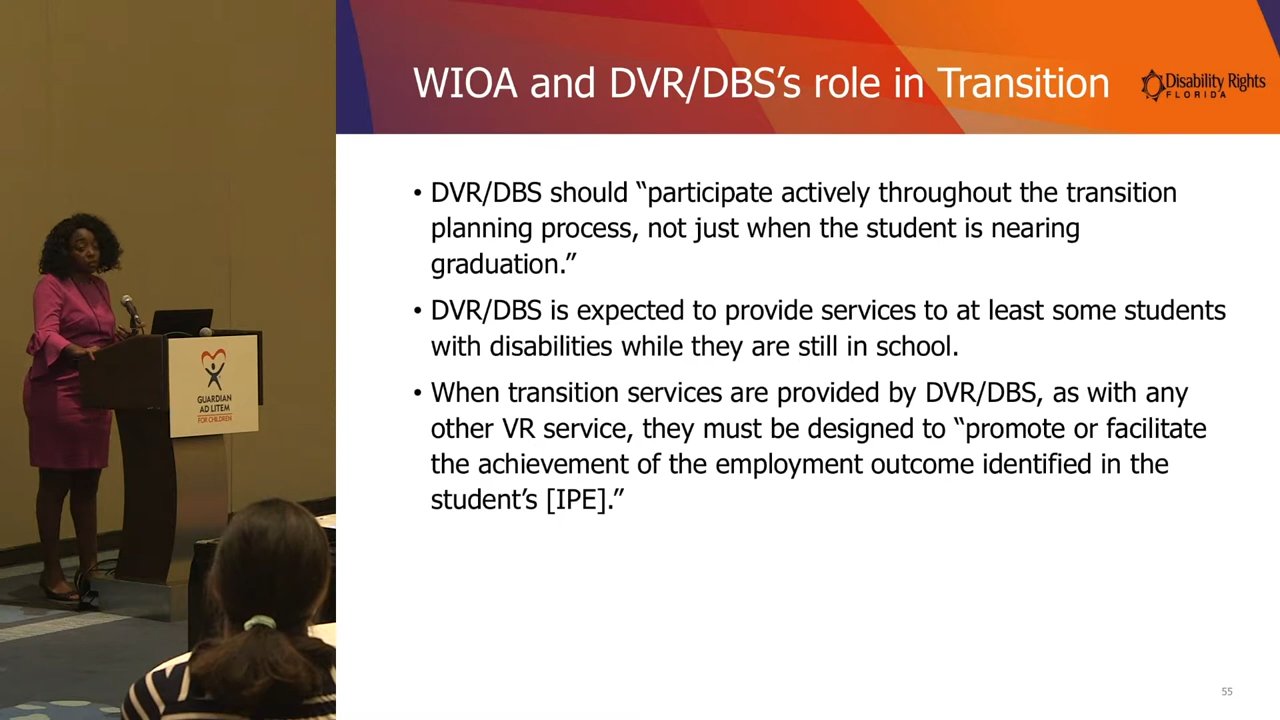 WIOA and DVR/DBS’s role in Transition
Disability Rights
FLORIDA
• DVR/DBS should “participate actively throughout the transition
planning process, not just when the student is nearing
graduation.”
• DVR/DBS is expected to provide services to at least some students
with disabilities while they are still in school.
• When transition services are provided by DVR/DBS, as with any
other VR service, they must be designed to “promote or facilitate
the achievement of the employment outcome identified in the
student’s [IPE].”
55
GUARDIAN
AD LITEM
FOR CHILDREN